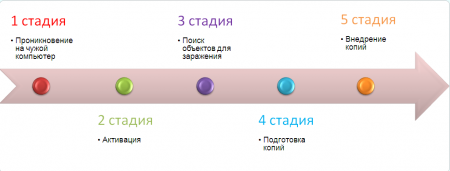 1 стадия
• Проникновение
на чужой
компьютер
2 стадия
• Активация
3 стадия
• Поиск
объектов для
заражения
4 стадия
• Подготовка
копий
5 стадия
• Внедрение
копий